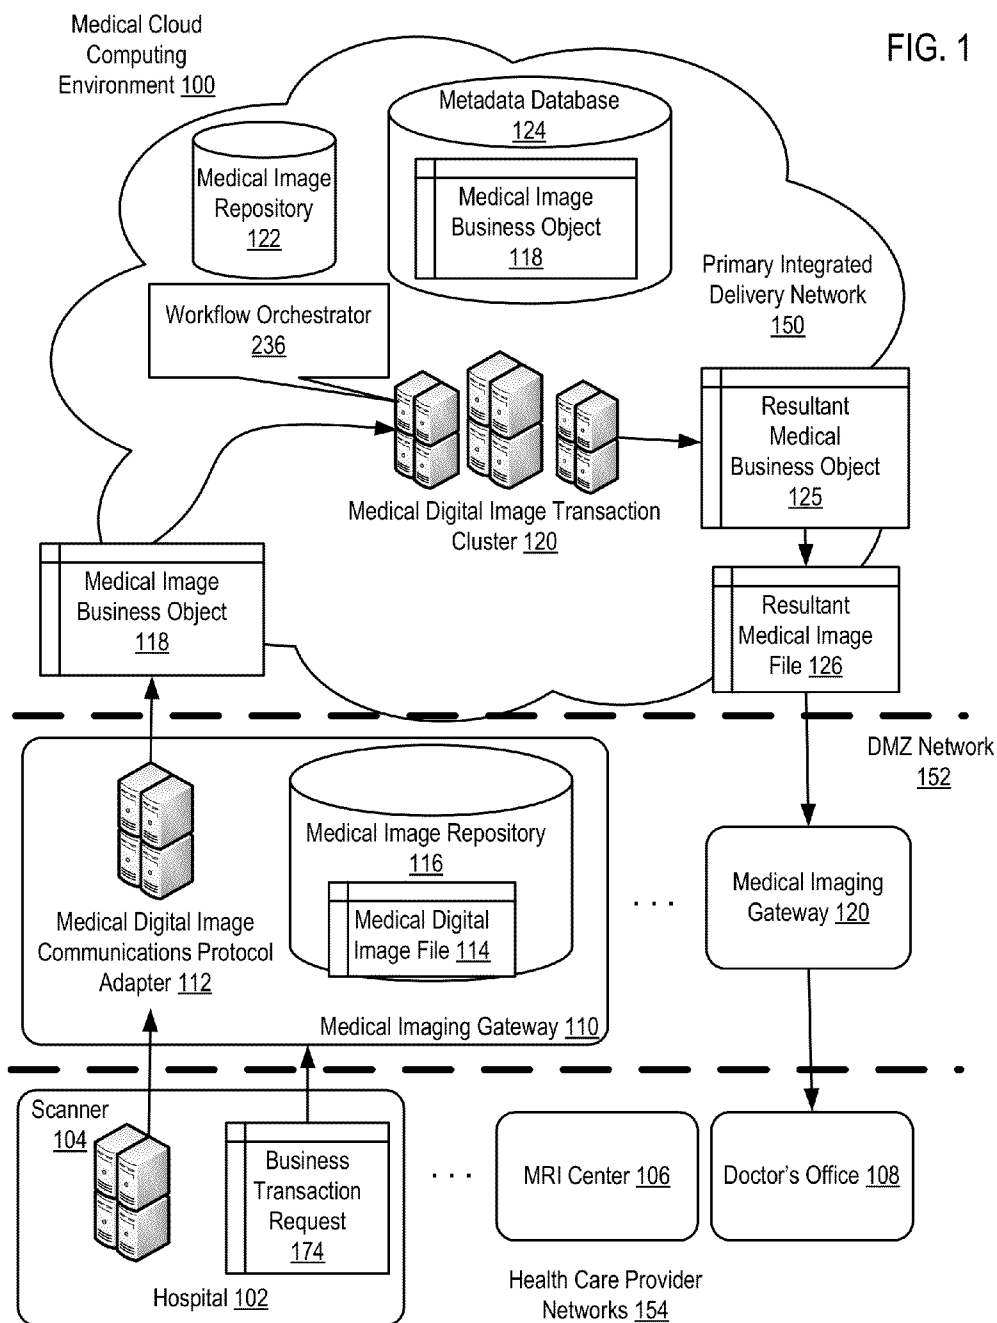 Medical Cloud
Computing
Environment 100
FIG. 1
Metadata Database
124
Medical Image
Repository
122
Medical Image
Business Object
118
Primary Integrated
Delivery Network
150
Workflow Orchestrator
236
Resultant
Medical
Business Object
125
Medical Digital Image Transaction
Cluster 120
Medical Image
Business Object
118
Resultant
Medical Image
File 126
DMZ Network
152
Medical Image Repository
116
Medical Digital
Image File 114
Medical Digital Image
Communications Protocol
Adapter 112
. . .
Medical Imaging
Gateway 120
Medical Imaging Gateway 110
Scanner
104
Business
Transaction
Request
174
Hospital 102
. . .
MRI Center 106
Doctor's Office 108
Health Care Provider
Networks 154